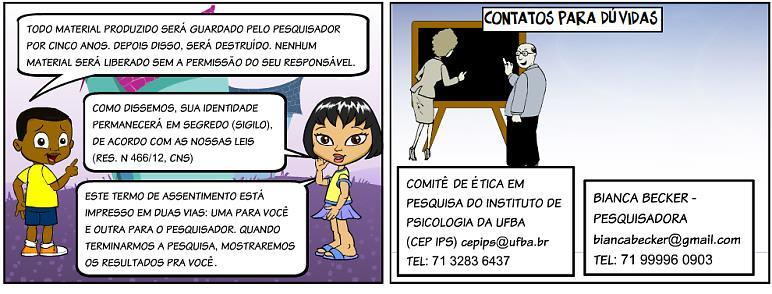 TODO MATERIAL PRODUZIDO SERÁ GUARDADO PELO PESQUISADOR
POR CINCO ANOS. DEPOIS DISSO, SERÁ DESTRUÍDO. NENHUM
MATERIAL SERÁ LIBERADO SEM A PERMISSÃO DO SEU RESPONSÁVEL.
COMO DISSEMOS, SUA IDENTIDADE
PERMANECERÁ EM SEGREDO (SIGILO),
DE ACORDO COM AS NOSSAS LEIS
(RES. N 466/12, CNS)
ESTE TERMO DE ASSENTIMENTO ESTÁ
IMPRESSO EM DUAS VIAS: UMA PARA VOCÊ
E OUTRA PARA O PESQUISADOR. QUANDO
TERMINARMOS A PESQUISA, MOSTRAREMOS
OS RESULTADOS PRA VOCÊ.
CONTATOS PARA DÚVIDAS
COMITÊ DE ÉTICA EM
PESQUISA DO INSTITUTO DE
PSICOLOGIA DA UFBA
(CEP IPS) cepips@ufba.br
TEL: 71 3283 6437
BIANCA BECKER -
PESQUISADORA
biancabecker@gmail.com
TEL: 71 99996 0903